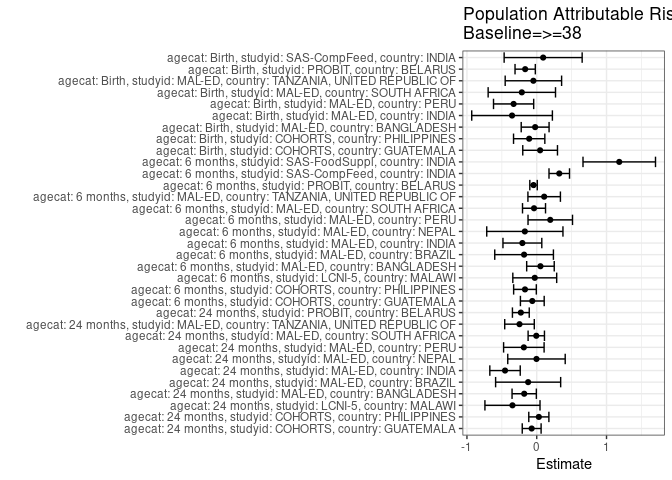 Population Attributable Ris
Baseline=>=38
agecat: Birth, studyid: SAS-CompFeed, country: INDIA
agecat: Birth, studyid: PROBIT, country: BELARUS
agecat: Birth, studyid: MAL-ED, country: TANZANIA, UNITED REPUBLIC OF
agecat: Birth, studyid: MAL-ED, country: SOUTH AFRICA
agecat: Birth, studyid: MAL-ED, country: PERU
agecat: Birth, studyid: MAL-ED, country: INDIA
agecat: Birth, studyid: MAL-ED, country: BANGLADESH
agecat: Birth, studyid: COHORTS, country: PHILIPPINES
agecat: Birth, studyid: COHORTS, country: GUATEMALA
agecat: 6 months, studyid: SAS-FoodSuppl, country: INDIA
agecat: 6 months, studyid: SAS-CompFeed, country: INDIA
agecat: 6 months, studyid: PROBIT, country: BELARUS
agecat: 6 months, studyid: MAL-ED, country: TANZANIA, UNITED REPUBLIC OF
agecat: 6 months, studyid: MAL-ED, country: SOUTH AFRICA
agecat: 6 months, studyid: MAL-ED, country: PERU
agecat: 6 months, studyid: MAL-ED, country: NEPAL
agecat: 6 months, studyid: MAL-ED, country: INDIA
agecat: 6 months, studyid: MAL-ED, country: BRAZIL
agecat: 6 months, studyid: MAL-ED, country: BANGLADESH
agecat: 6 months, studyid: LCNI-5, country: MALAWI
agecat: 6 months, studyid: COHORTS, country: PHILIPPINES
agecat: 6 months, studyid: COHORTS, country: GUATEMALA
agecat: 24 months, studyid: PROBIT, country: BELARUS
agecat: 24 months, studyid: MAL-ED, country: TANZANIA, UNITED REPUBLIC OF
agecat: 24 months, studyid: MAL-ED, country: SOUTH AFRICA
agecat: 24 months, studyid: MAL-ED, country: PERU
agecat: 24 months, studyid: MAL-ED, country: NEPAL
agecat: 24 months, studyid: MAL-ED, country: INDIA
agecat: 24 months, studyid: MAL-ED, country: BRAZIL
agecat: 24 months, studyid: MAL-ED, country: BANGLADESH
agecat: 24 months, studyid: LCNI-5, country: MALAWI
agecat: 24 months, studyid: COHORTS, country: PHILIPPINES
agecat: 24 months, studyid: COHORTS, country: GUATEMALA
-1 0 1
Estimate